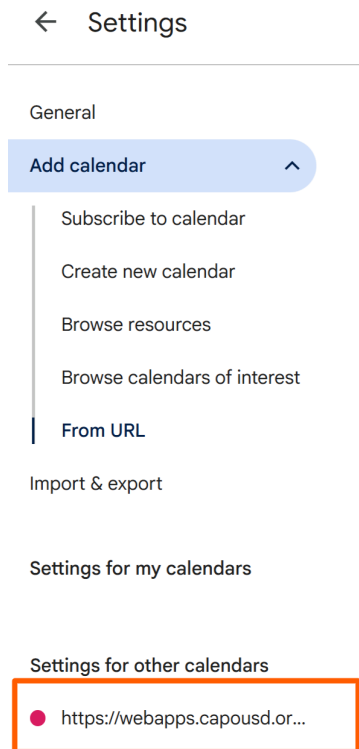 Settings
General
Add calendar
Subscribe to calendar
Create new calendar
Browse resources
Browse calendars of interest
From URL
Import & export
Settings for my calendars
Settings for other calendars
https://webapps.capousd.or...